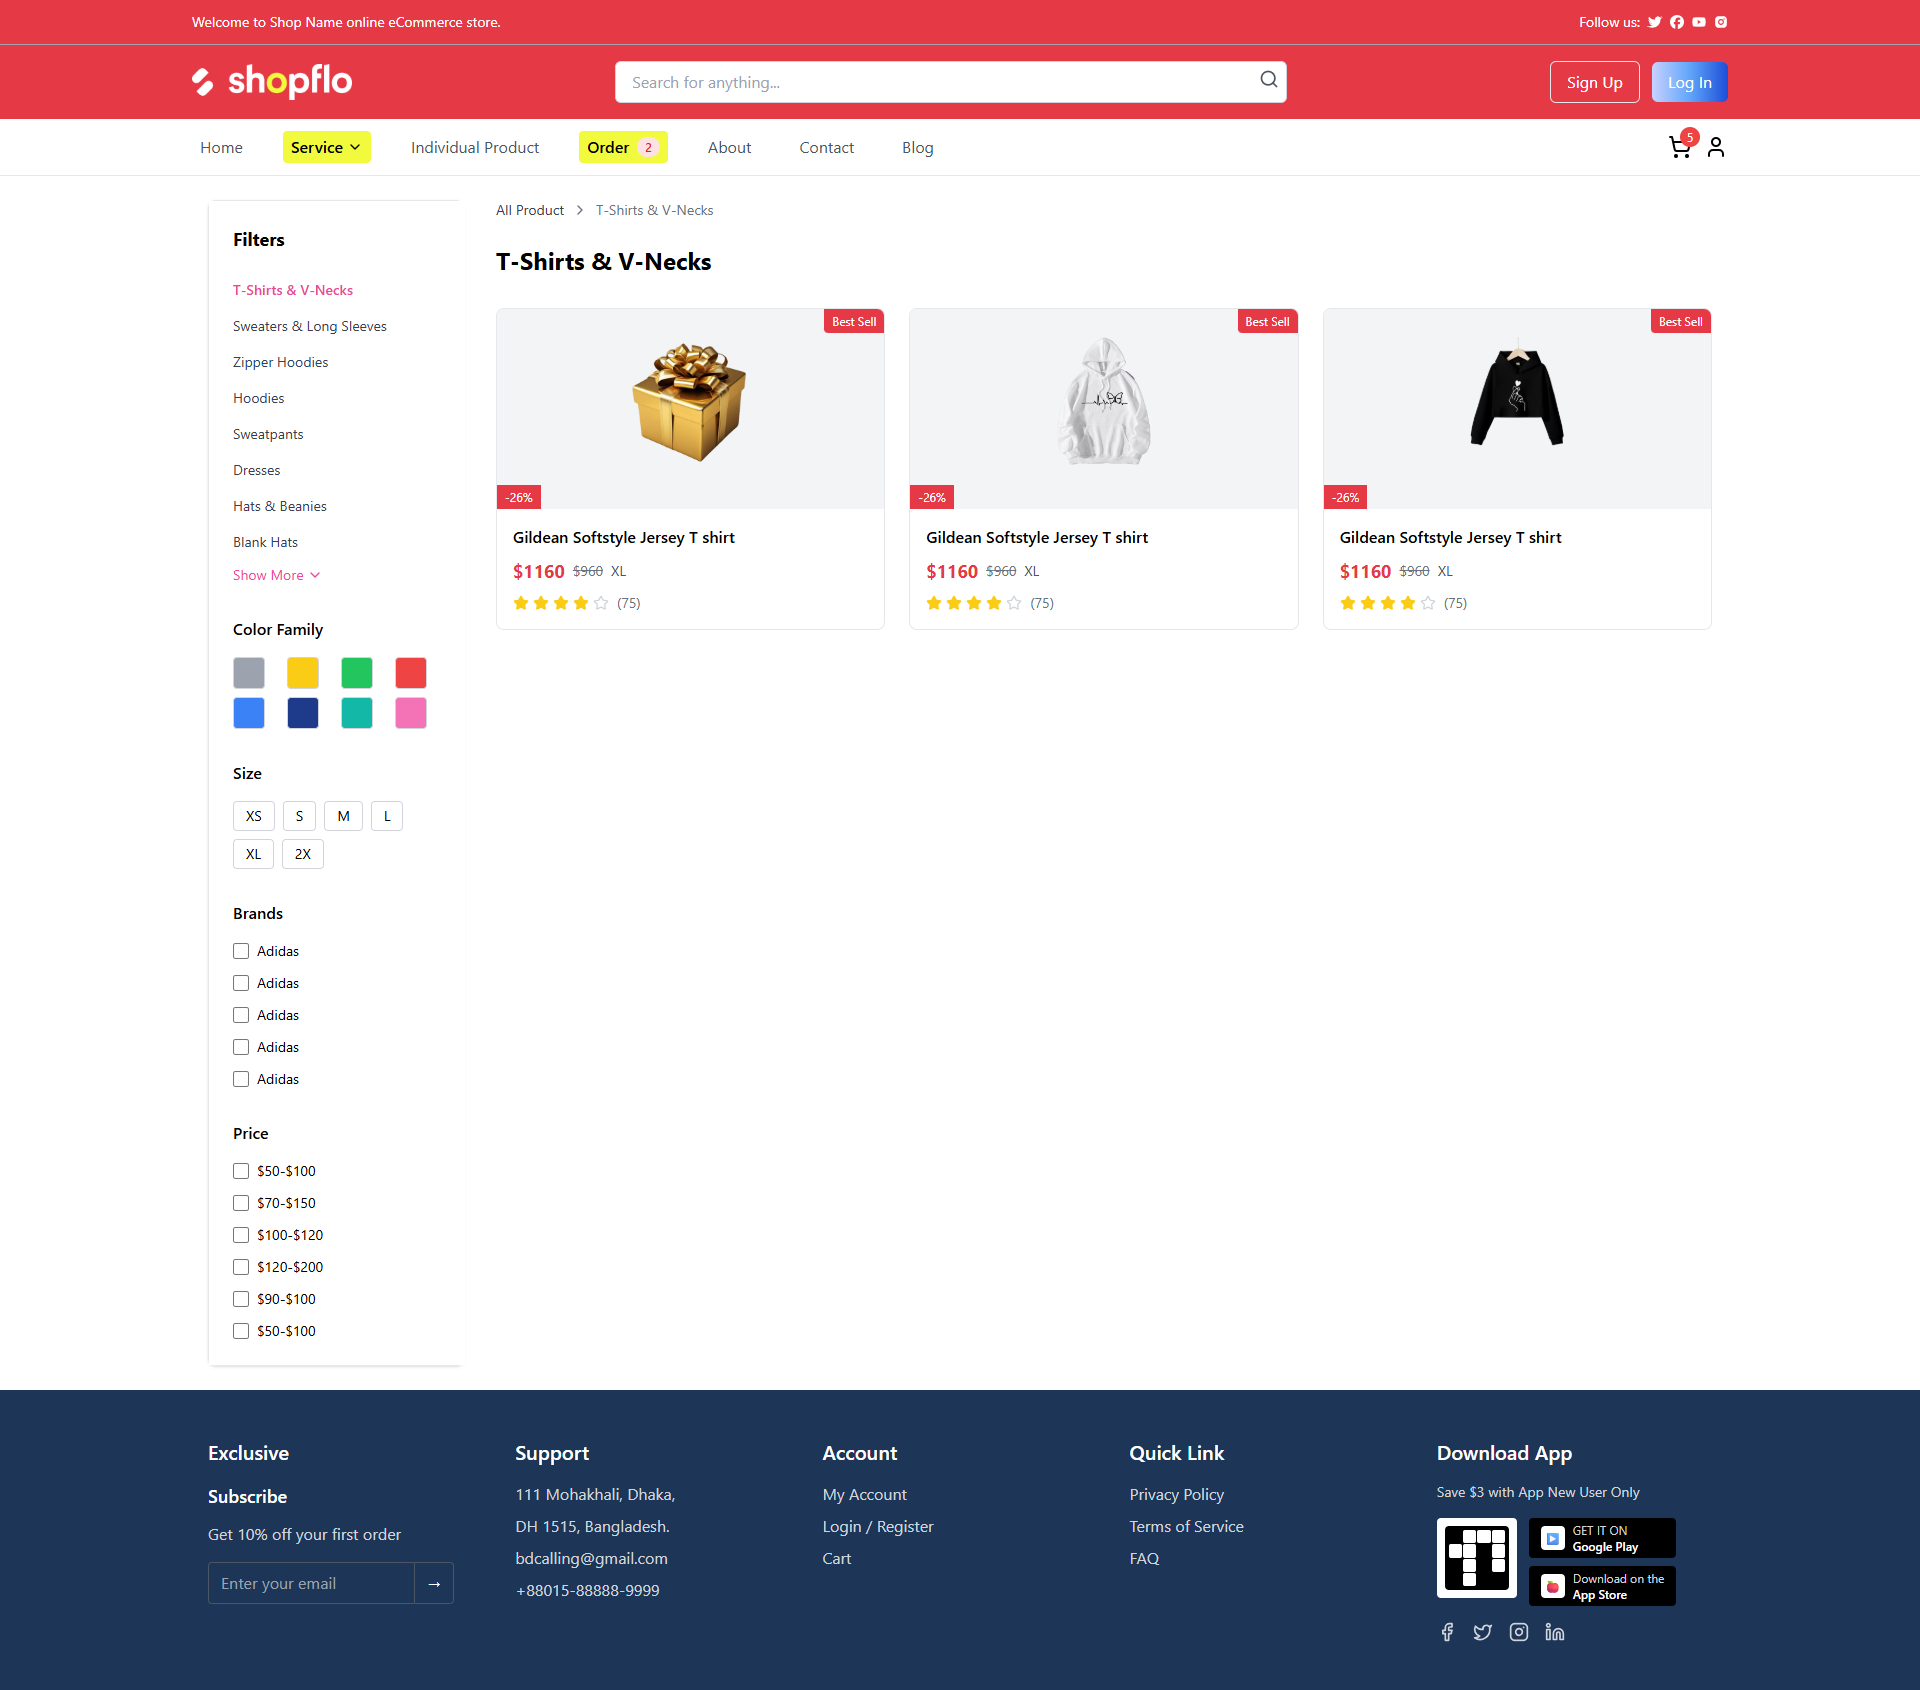 Welcome to Shop Name online eCommerce store.
Follow us:
shopflo
Search for anything...
Sign Up
Log In
Home
Service
Individual Product
Order 2
About
Contact
Blog
5
Filters
T-Shirts & V-Necks
Sweaters & Long Sleeves
Zipper Hoodies
Hoodies
Sweatpants
Dresses
Hats & Beanies
Blank Hats
Show More
Color Family
Size
XS S M L
XL 2X
Brands
Adidas
Adidas
Adidas
Adidas
Adidas
Price
$50-$100
$70-$150
$100-$120
$120-$200
$90-$100
$50-$100
All Product > T-Shirts & V-Necks
T-Shirts & V-Necks
Best Sell
-26%
Gildean Softstyle Jersey T shirt
$1160 $960 XL
(75)
Best Sell
-26%
Gildean Softstyle Jersey T shirt
$1160 $960 XL
(75)
Best Sell
-26%
Gildean Softstyle Jersey T shirt
$1160 $960 XL
(75)
Exclusive
Subscribe
Get 10% off your first order
Enter your email →
Support
111 Mohakhali, Dhaka,
DH 1515, Bangladesh.
bdcalling@gmail.com
+88015-88888-9999
Account
My Account
Login / Register
Cart
Quick Link
Privacy Policy
Terms of Service
FAQ
Download App
Save $3 with App New User Only
GET IT ON
Google Play
Download on the
App Store